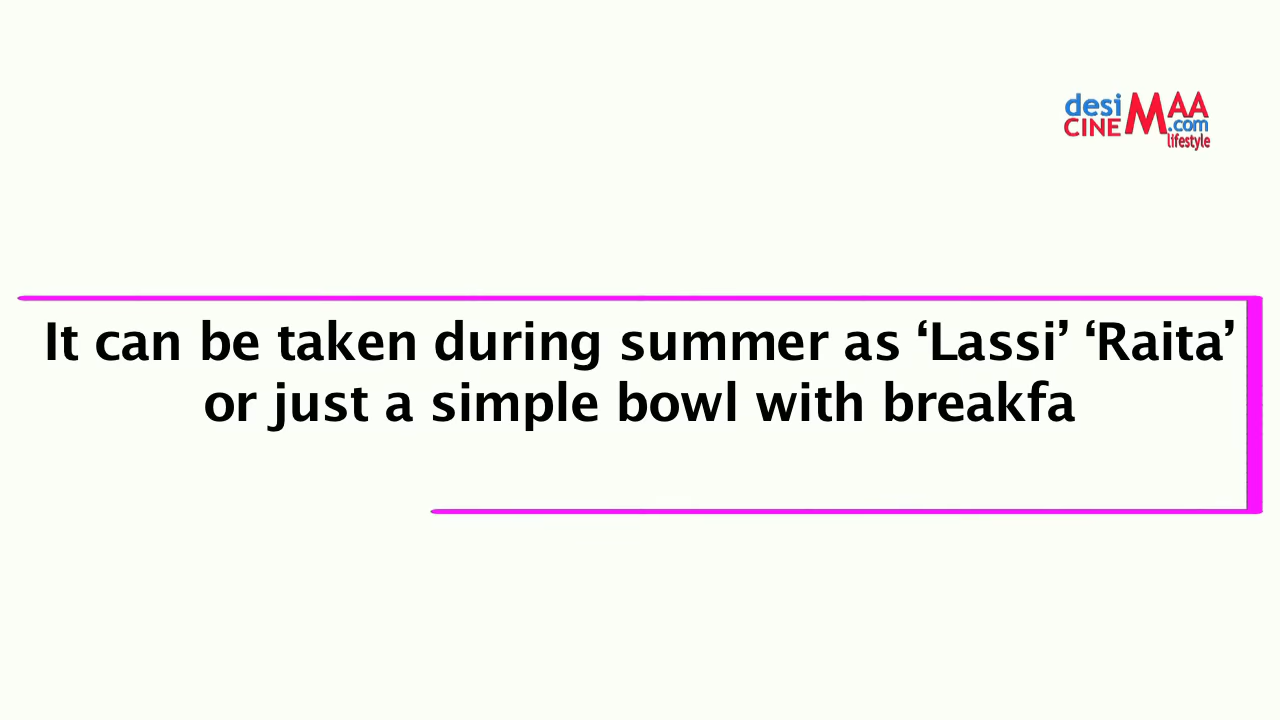 desi
CINEMAA
.com
lifestyle
It can be taken during summer as ‘Lassi’ ‘Raita’
or just a simple bowl with breakfa